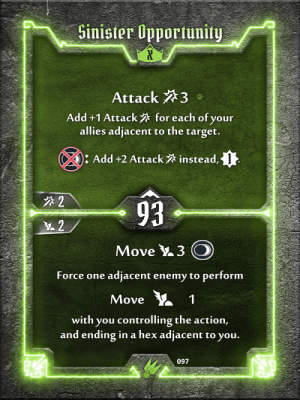 Sinister Opportunity
X
Attack 3
Add +1 Attack for each of your
allies adjacent to the target.
: Add +2 Attack instead, 1.
2
2
93
Move 3
Force one adjacent enemy to perform
Move 1
with you controlling the action,
and ending in a hex adjacent to you.
097